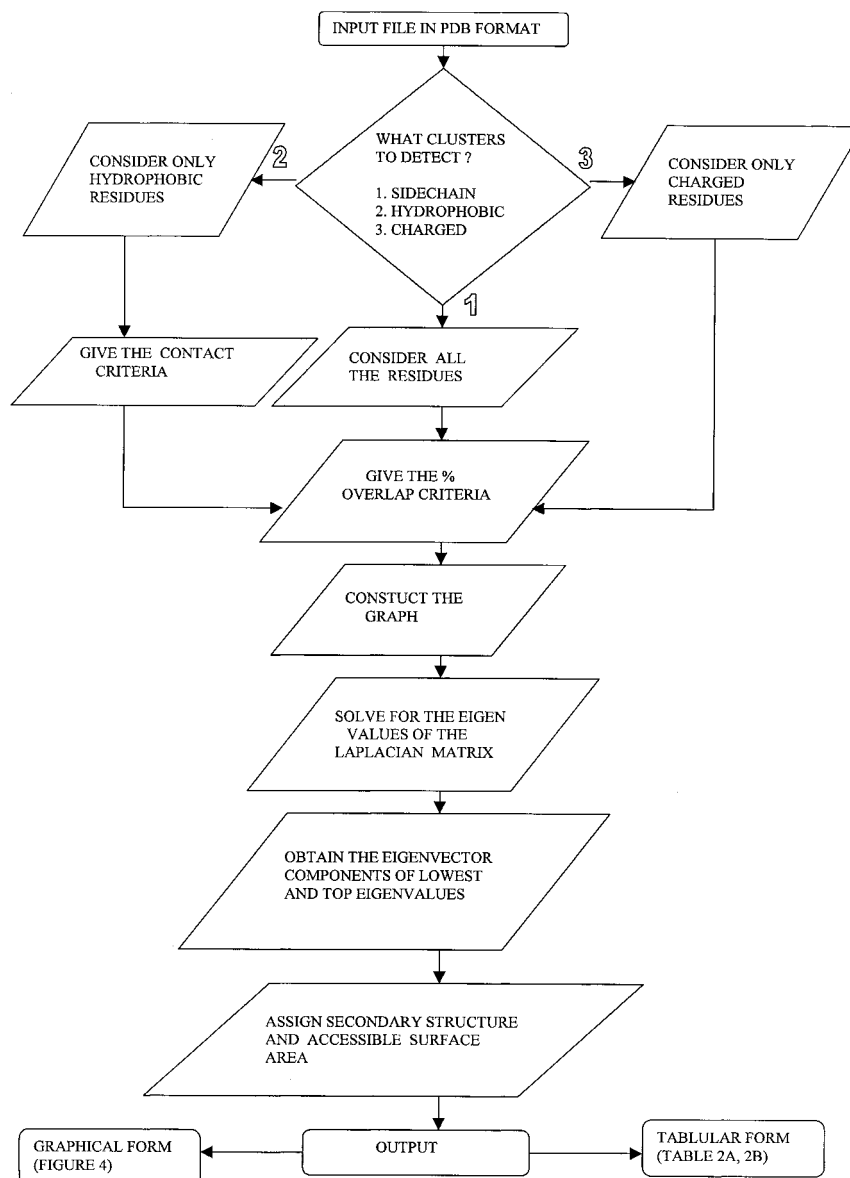 INPUT FILE IN PDB FORMAT
WHAT CLUSTERS
TO DETECT ?
1. SIDECHAIN
2. HYDROPHOBIC
3. CHARGED
2
CONSIDER ONLY
HYDROPHOBIC
RESIDUES
3
CONSIDER ONLY
CHARGED
RESIDUES
1
GIVE THE CONTACT
CRITERIA
CONSIDER ALL
THE RESIDUES
GIVE THE %
OVERLAP CRITERIA
CONSTUCT THE
GRAPH
SOLVE FOR THE EIGEN
VALUES OF THE
LAPLACIAN MATRIX
OBTAIN THE EIGENVECTOR
COMPONENTS OF LOWEST
AND TOP EIGENVALUES
ASSIGN SECONDARY STRUCTURE
AND ACCESSIBLE SURFACE
AREA
GRAPHICAL FORM
(FIGURE 4)
OUTPUT
TABLULAR FORM
(TABLE 2A, 2B)